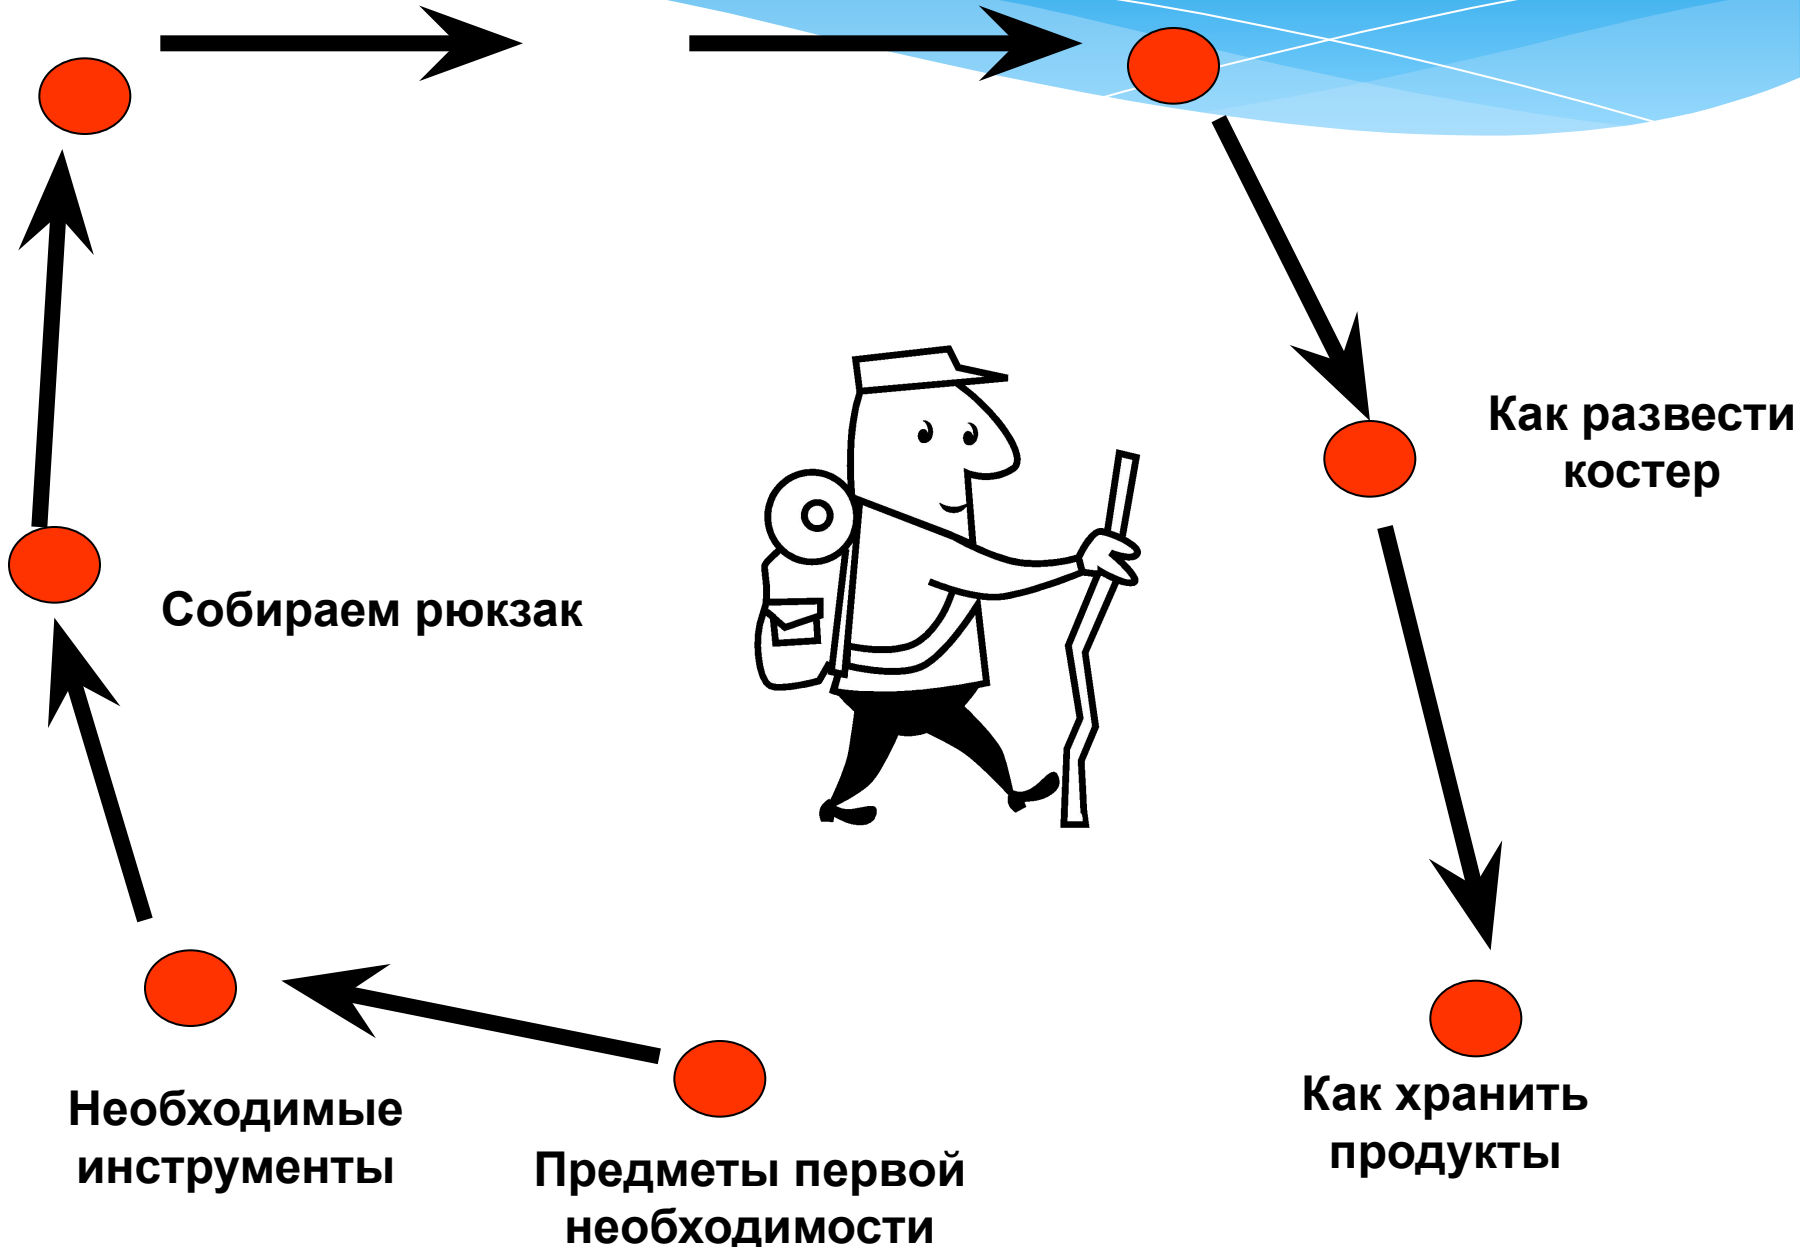 Как развести
костер
Собираем рюкзак
Необходимые
инструменты
Предметы первой
необходимости
Как хранить
продукты